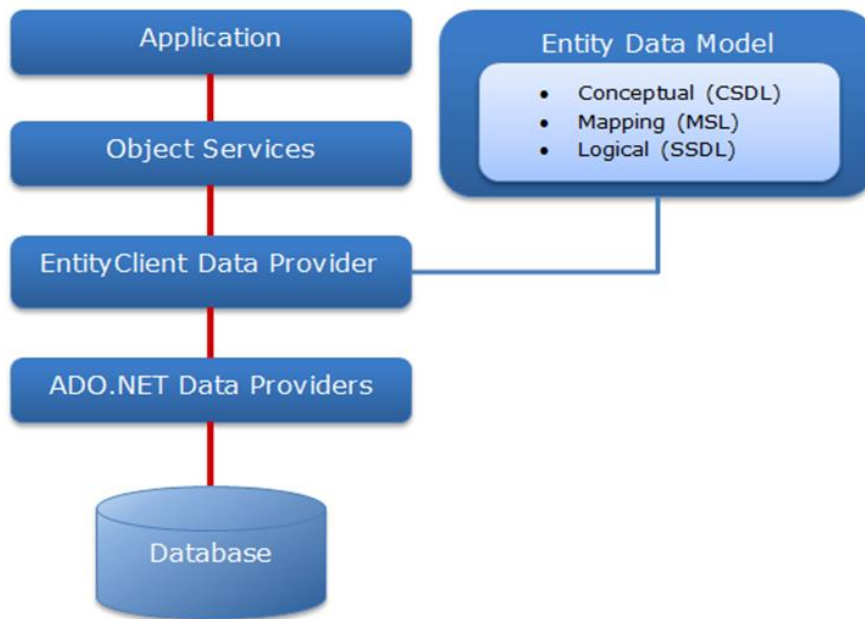 Application
Object Services
EntityClient Data Provider
ADO.NET Data Providers
Database
Entity Data Model
• Conceptual (CSDL)
• Mapping (MSL)
• Logical (SSDL)